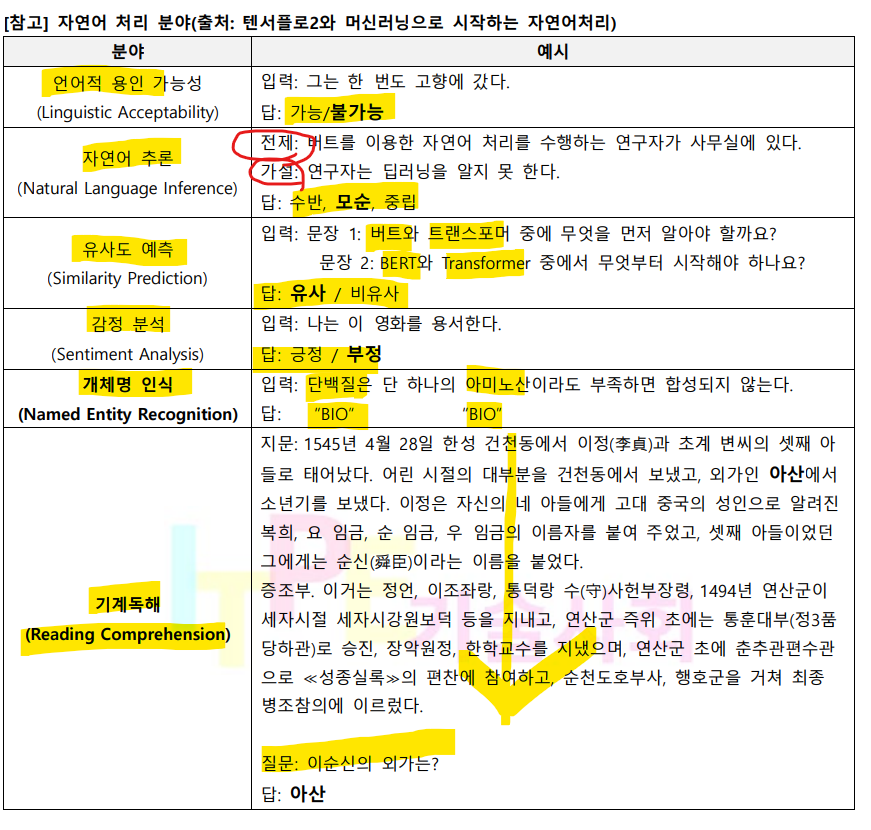 [참고] 자연어 처리 분야(출처: 텐서플로2와 머신러닝으로 시작하는 자연어처리)
분야 예시
언어적 용인 가능성
(Linguistic Acceptability)
입력: 그는 한 번도 고향에 갔다.
답: 가능/불가능
자연어 추론
(Natural Language Inference)
전제: 버트를 이용한 자연어 처리를 수행하는 연구자가 사무실에 있다.
가설: 연구자는 딥러닝을 알지 못 한다.
답: 수반, 모순, 중립
유사도 예측
(Similarity Prediction)
입력: 문장 1: 버트와 트랜스포머 중에 무엇을 먼저 알아야 할까요?
문장 2: BERT와 Transformer 중에서 무엇부터 시작해야 하나요?
답: 유사 / 비유사
감정 분석
(Sentiment Analysis)
입력: 나는 이 영화를 용서한다.
답: 긍정 / 부정
개체명 인식
(Named Entity Recognition)
입력: 단백질은 단 하나의 아미노산이라도 부족하면 합성되지 않는다.
답: “BIO” “BIO”
기계독해
(Reading Comprehension)
지문: 1545년 4월 28일 한성 건천동에서 이정(李貞)과 초계 변씨의 셋째 아
들로 태어났다. 어린 시절의 대부분을 건천동에서 보냈고, 외가인 아산에서
소년기를 보냈다. 이정은 자신의 네 아들에게 고대 중국의 성인으로 알려진
복희, 요 임금, 순 임금, 우 임금의 이름자를 붙여 주었고, 셋째 아들이었던
그에게는 순신(舜臣)이라는 이름을 붙었다.
증조부. 이거는 정언, 이조좌랑, 통덕랑 수(守)사헌부장령, 1494년 연산군이
세자시절 세자시강원보덕 등을 지내고, 연산군 즉위 초에는 통훈대부(정3품
당하관)로 승진, 장악원정, 한학교수를 지냈으며, 연산군 초에 춘추관편수관
으로 ≪성종실록≫의 편찬에 참여하고, 순천도호부사, 행호군을 거쳐 최종
병조참의에 이르렀다.
질문: 이순신의 외가는?
답: 아산
ITPE 기술사회